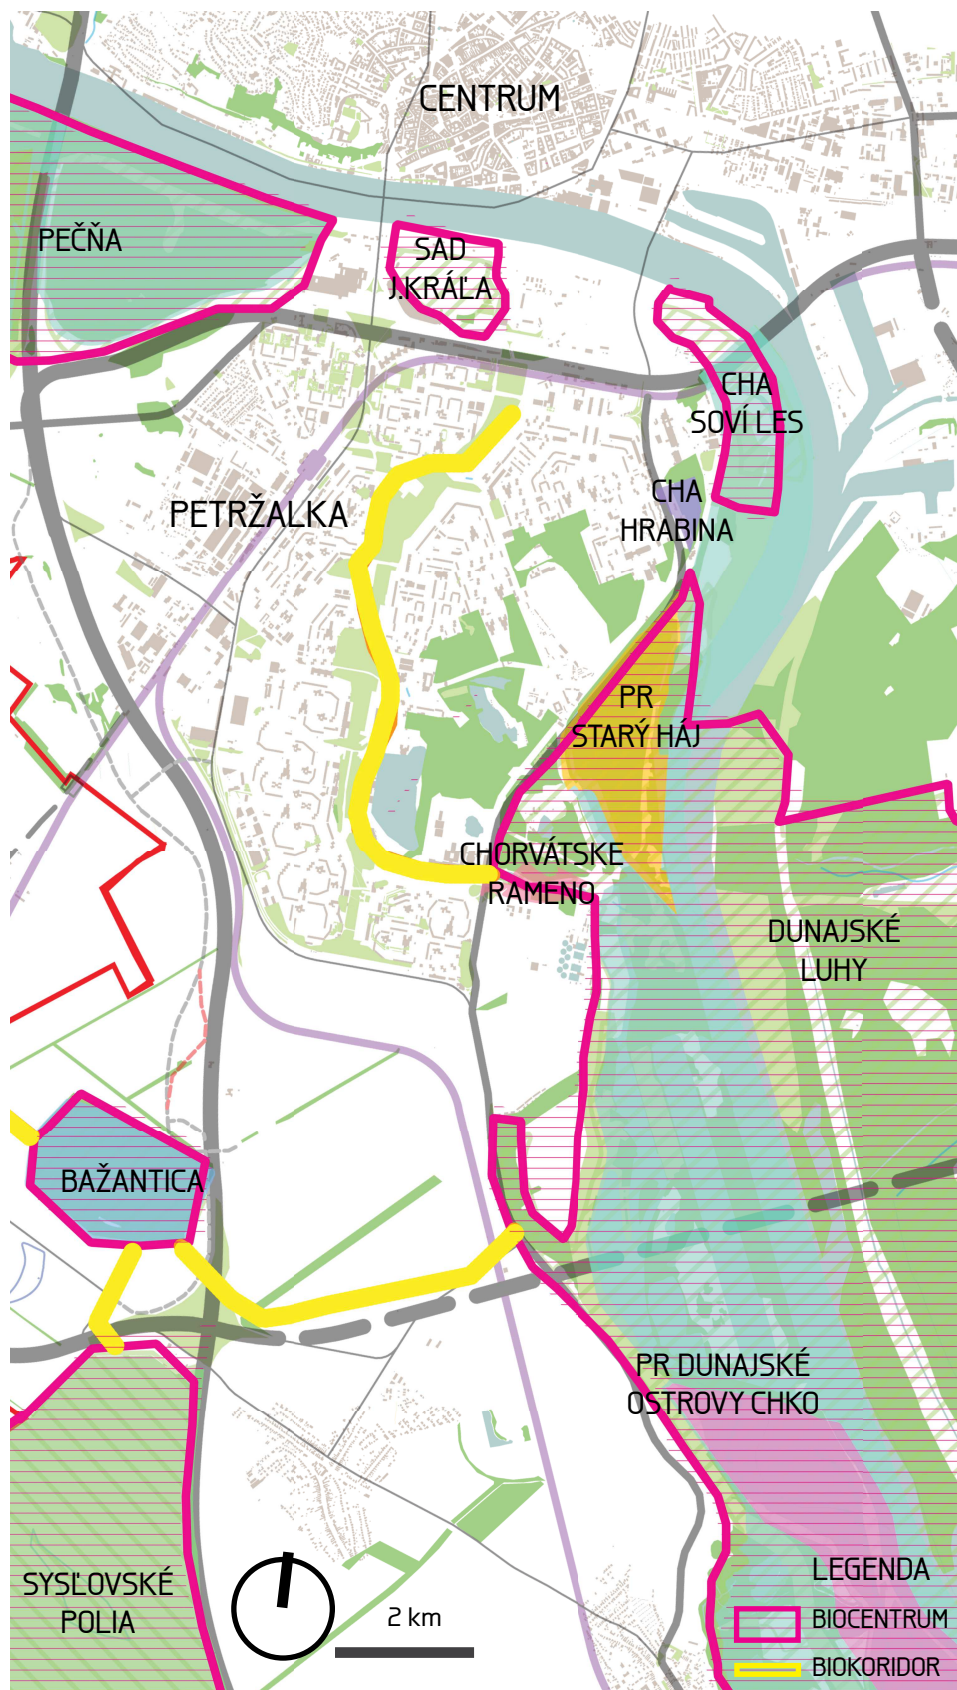 CENTRUM
PEČŇA
SAD
J.KRÁĽA
CHA
SOVÍ LES
CHA
HRABINA
PETRŽALKA
PR
STARÝ HÁJ
CHORVÁTSKE
RAMENO
DUNAJSKÉ
LUHY
BAŽANTICA
PR DUNAJSKÉ
OSTROVY CHKO
SYSĽOVSKÉ
POLIA
2 km
LEGENDA
BIOCENTRUM
BIOKORIDOR